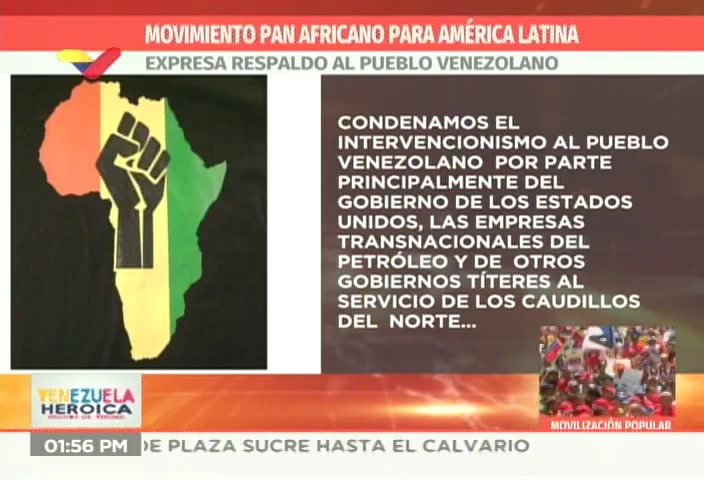 MOVIMIENTO PAN AFRICANO PARA AMÉRICA LATINA
EXPRESA RESPALDO AL PUEBLO VENEZOLANO
CONDENAMOS EL
INTERVENCIONISMO AL PUEBLO
VENEZOLANO POR PARTE
PRINCIPALMENTE DEL
GOBIERNO DE LOS ESTADOS
UNIDOS, LAS EMPRESAS
TRANSNACIONALES DEL
PETRÓLEO Y DE OTROS
GOBIERNOS TÍTERES AL
SERVICIO DE LOS CAUDILLOS
DEL NORTE...
MOVILIZACIÓN POPULAR
VENEZUELA
HEROICA
01:56 PM
DE PLAZA SUCRE HASTA EL CALVARIO